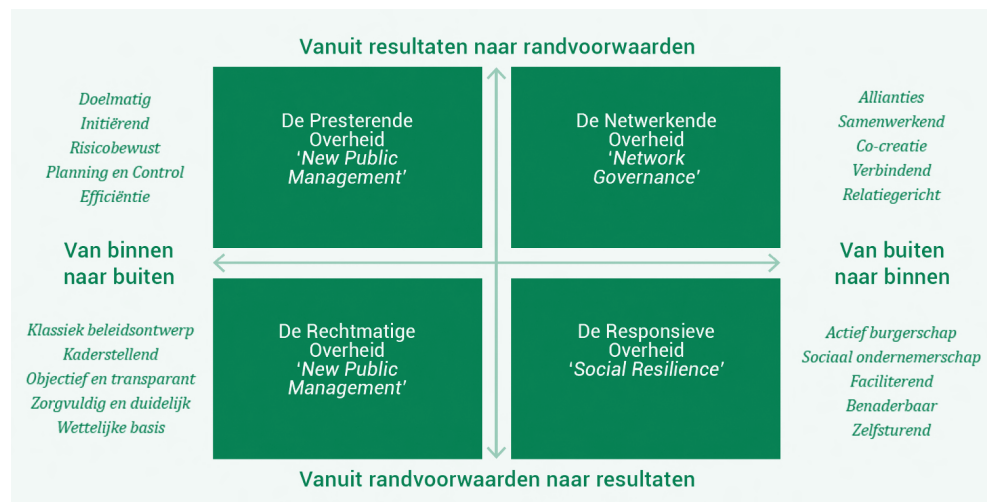 Vanuit resultaten naar randvoorwaarden
Doelmatig
Initiërend
Risicobewust
Planning en Control
Efficiëntie
De Presterende
Overheid
‘New Public
Management’
De Netwerkende
Overheid
‘Network
Governance’
Allianties
Samenwerkend
Co-creatie
Verbindend
Relatiegericht
Van binnen
naar buiten
Van buiten
naar binnen
Klassiek beleidsontwerp
Kaderstellend
Objectief en transparant
Zorgvuldig en duidelijk
Wettelijke basis
De Rechtmatige
Overheid
‘New Public
Management’
De Responsieve
Overheid
‘Social Resilience’
Actief burgerschap
Sociaal ondernemerschap
Faciliterend
Benaderbaar
Zelfsturend
Vanuit randvoorwaarden naar resultaten